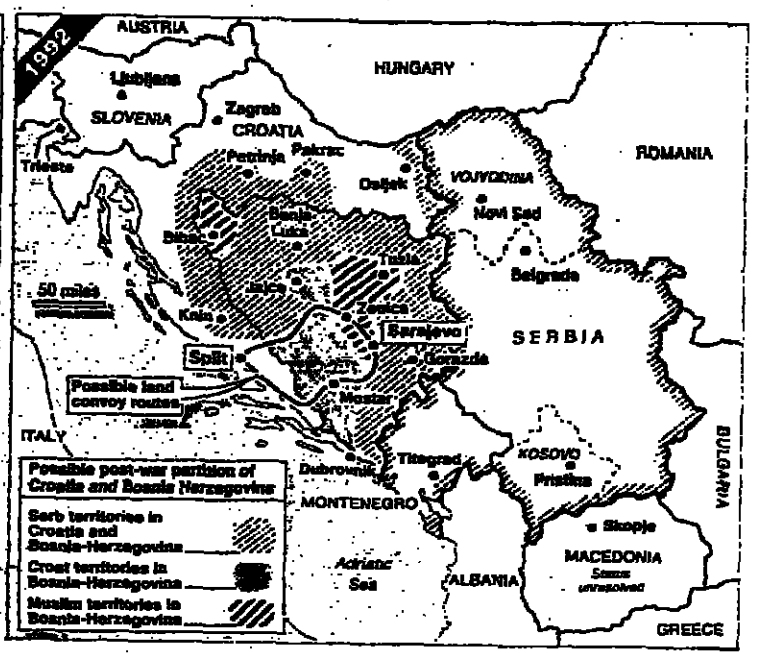 1992
AUSTRIA
HUNGARY
Ljubljana
SLOVENIA
Zagreb
CROATIA
ROMANIA
Trieste
Petrinja
Pakrac
Osijek
VOJVODINA
Novi Sad
Banja
Luka
Bihac
Belgrade
Tuzla
Jajce
50 miles
Zenica
Knin
Sarajevo
SERBIA
Split
Gorazde
Possible land
convoy routes
Mostar
ITALY
KOSOVO
Pristina
BULGARIA
Dubrovnik
Titograd
Possible post-war partition of
Croatia and Bosnia Herzegovina
MONTENEGRO
Serb territories in
Croatia and
Bosnia-Herzegovina
Skopje
MACEDONIA
Status
unresolved
Adriatic
Sea
ALBANIA
Croat territories in
Bosnia-Herzegovina
Muslim territories in
Bosnia-Herzegovina
GREECE